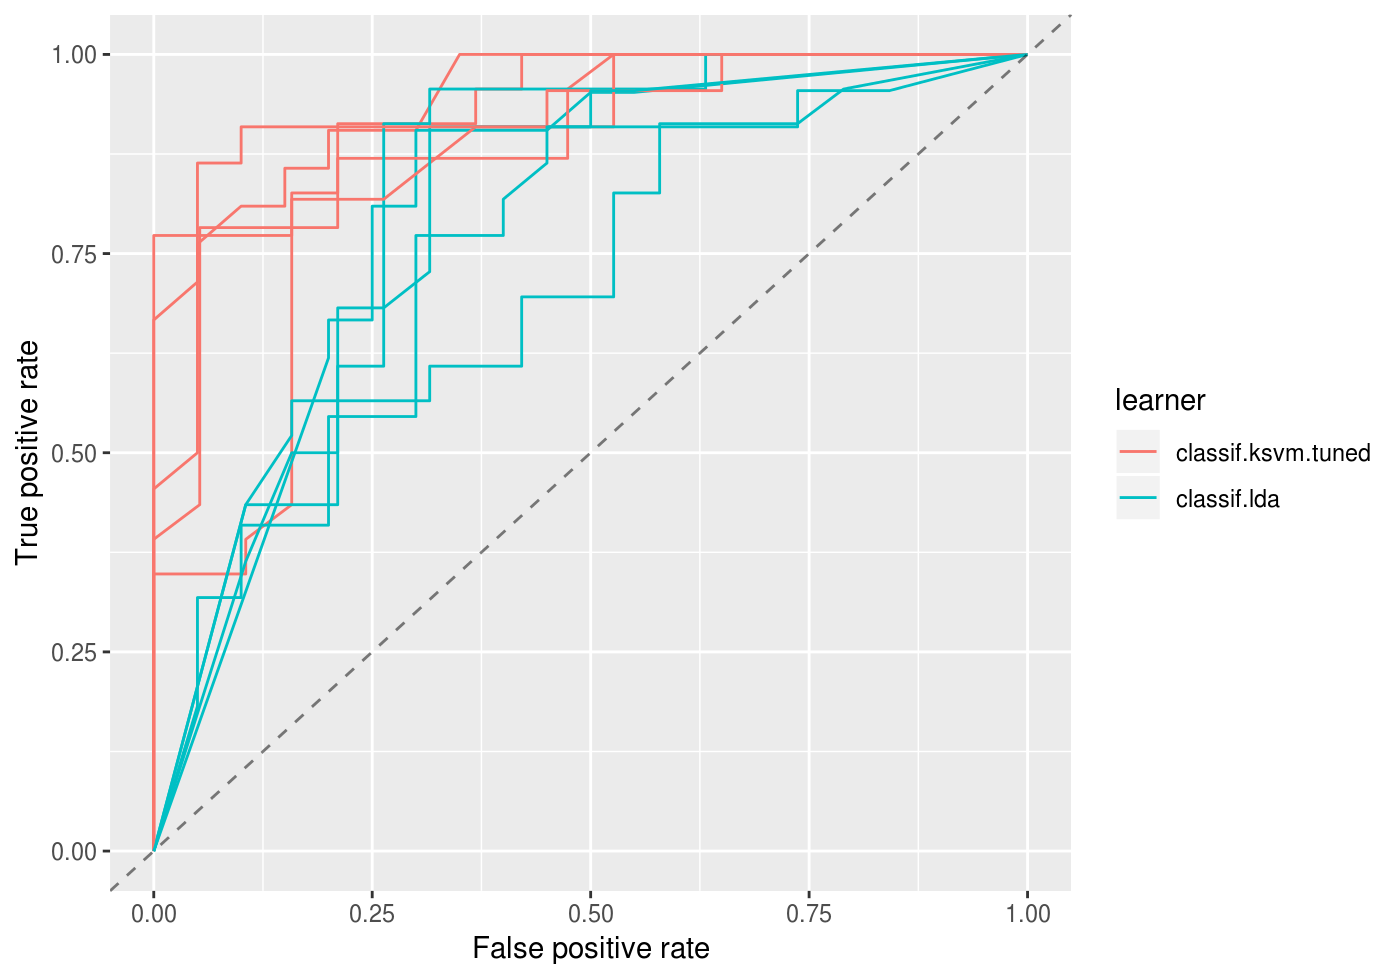 1.00
0.75
0.50
0.25
0.00
True positive rate
0.00 0.25 0.50 0.75 1.00
False positive rate
learner
classif.ksvm.tuned
classif.lda